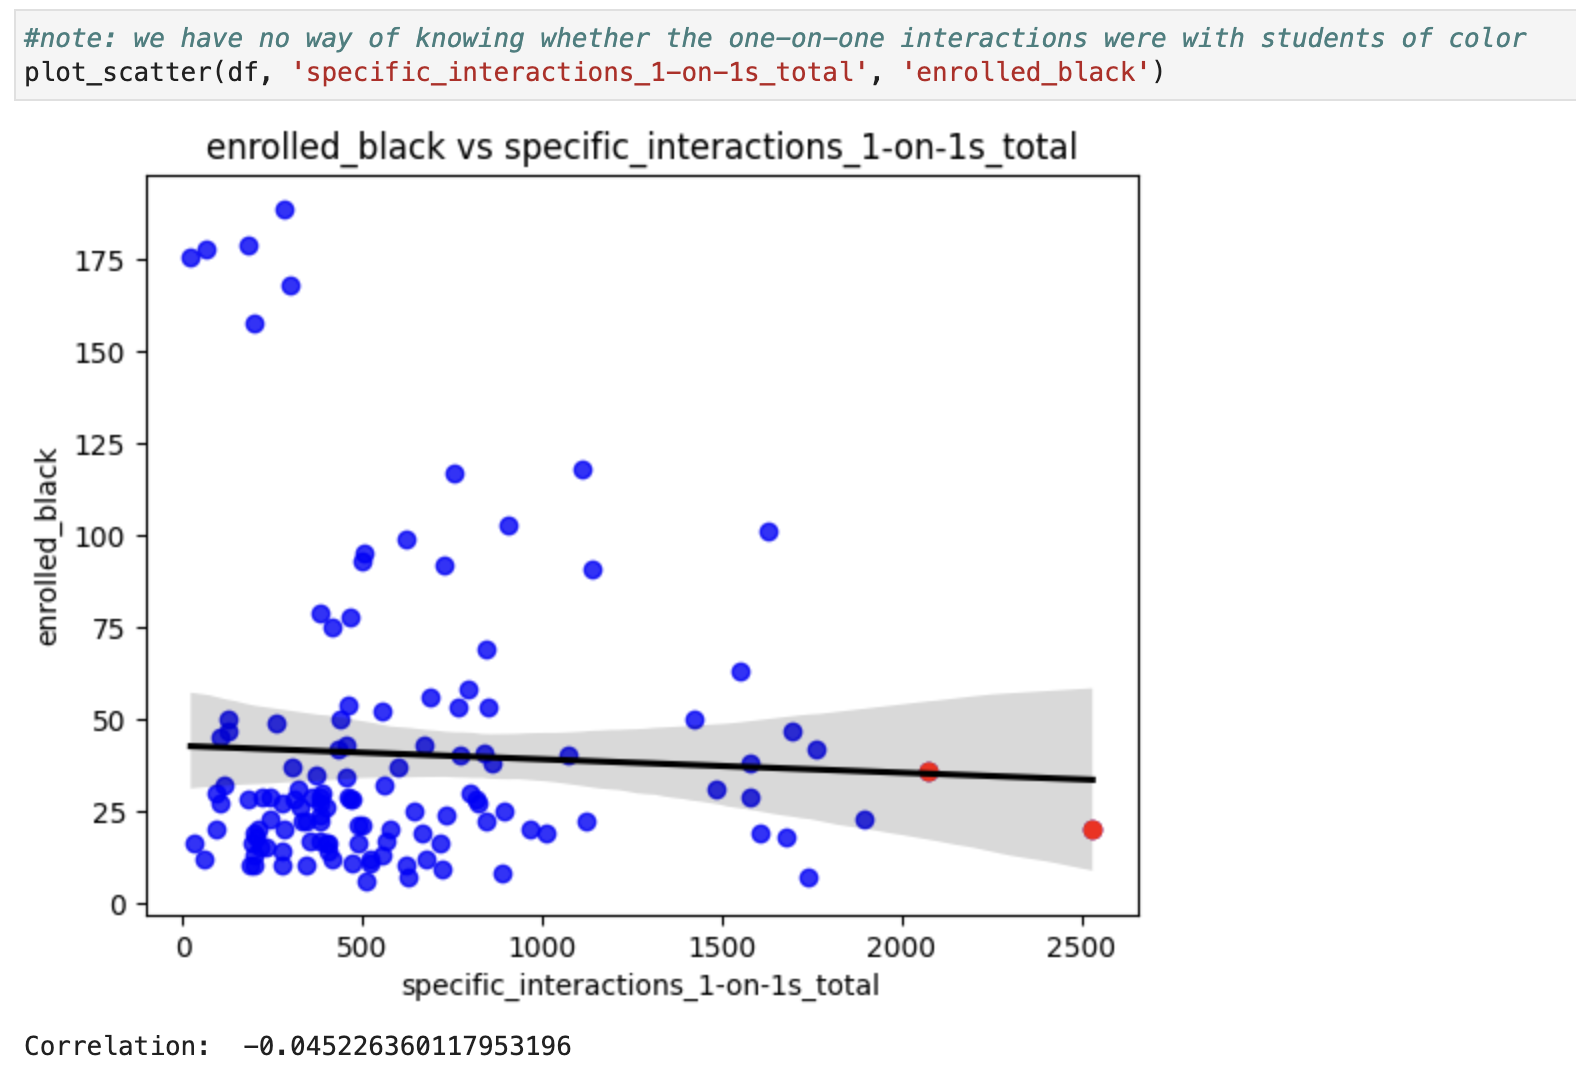 #note: we have no way of knowing whether the one-on-one interactions were with students of color
plot_scatter(df, 'specific_interactions_1-on-1s_total', 'enrolled_black')
enrolled_black vs specific_interactions_1-on-1s_total
175
150
125
100
75
50
25
0
enrolled_black
0 500 1000 1500 2000 2500
specific_interactions_1-on-1s_total
Correlation: -0.045226360117953196